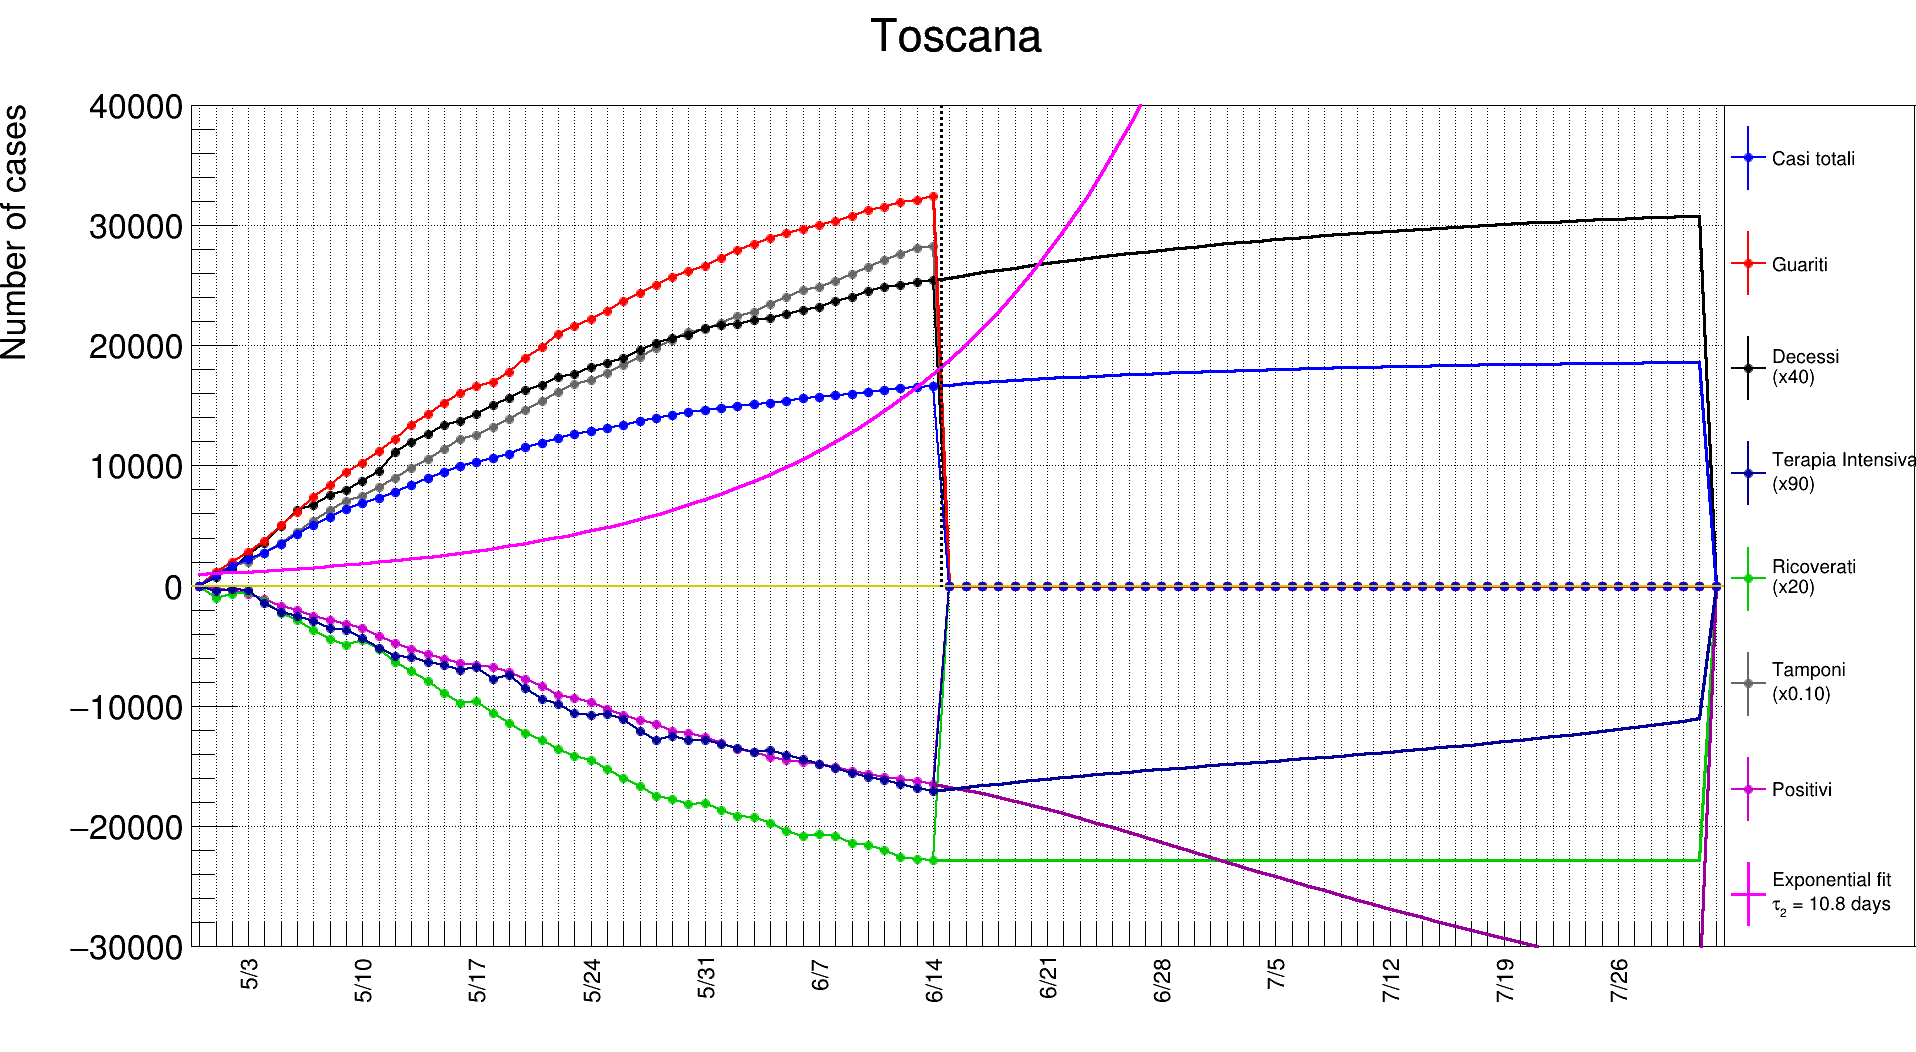 Toscana
Number of cases
40000
30000
20000
10000
0
−10000
−20000
−30000
5/3
5/10
5/17
5/24
5/31
6/7
6/14
6/21
6/28
7/5
7/12
7/19
7/26
Casi totali
Guariti
Decessi
(x40)
Terapia Intensiva
(x90)
Ricoverati
(x20)
Tamponi
(x0.10)
Positivi
Exponential fit
τ2 = 10.8 days